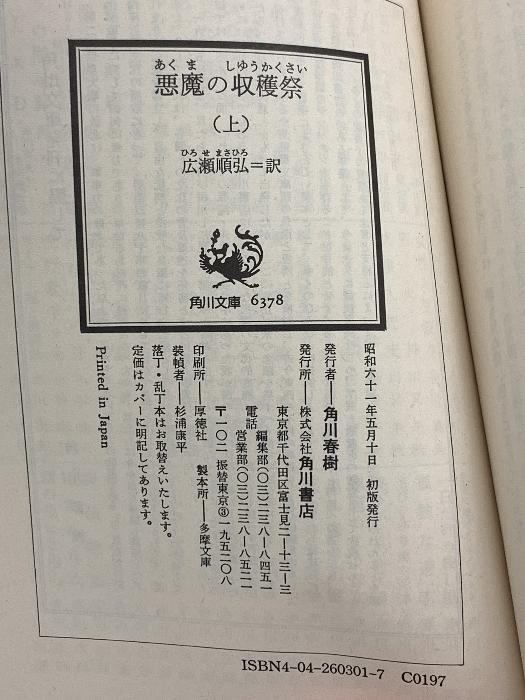 あくま しゆうかくさい
悪魔の収穫祭
（上）
ひろせまさひろ
広瀬順弘＝訳
角川文庫 6378
昭和六十一年五月十日 初版発行
発行者―角川春樹
発行所―株式会社角川書店
東京都千代田区富士見二―十三―三
電話 編集部（〇三）二三八―八四五一
営業部（〇三）二三八―八五二一
〒一〇二 振替東京③一九五二〇八
印刷所―厚徳社 製本所―多摩文庫
装幀者―杉浦康平
落丁・乱丁本はお取替えいたします。
定価はカバーに明記してあります。
Printed in Japan
ISBN4-04-260301-7 C0197